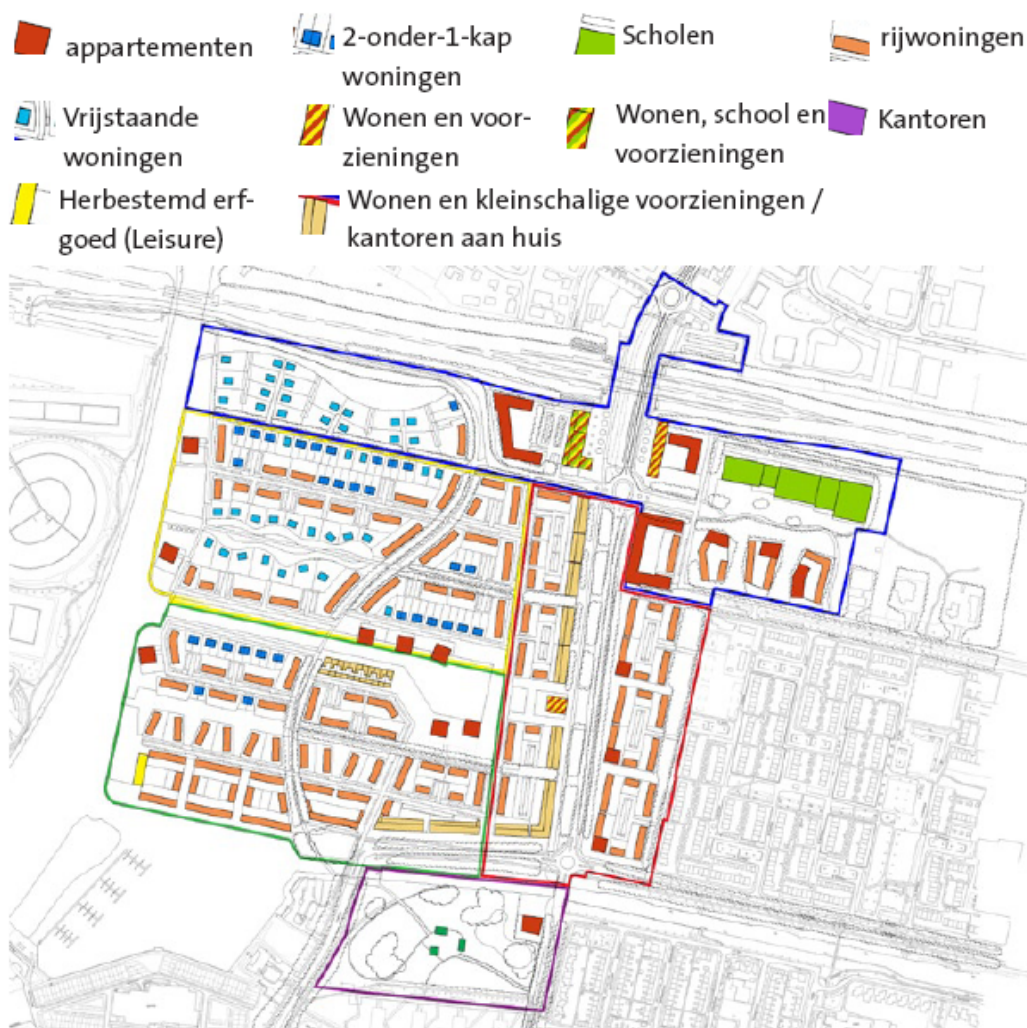 appartementen
2-onder-1-kap
woningen
Scholen
rijwoningen
Vrijstaande
woningen
Wonen en voor-
zieningen
Wonen, school en
voorzieningen
Kantoren
Herbestemd erf-
goed (Leisure)
Wonen en kleinschalige voorzieningen /
kantoren aan huis